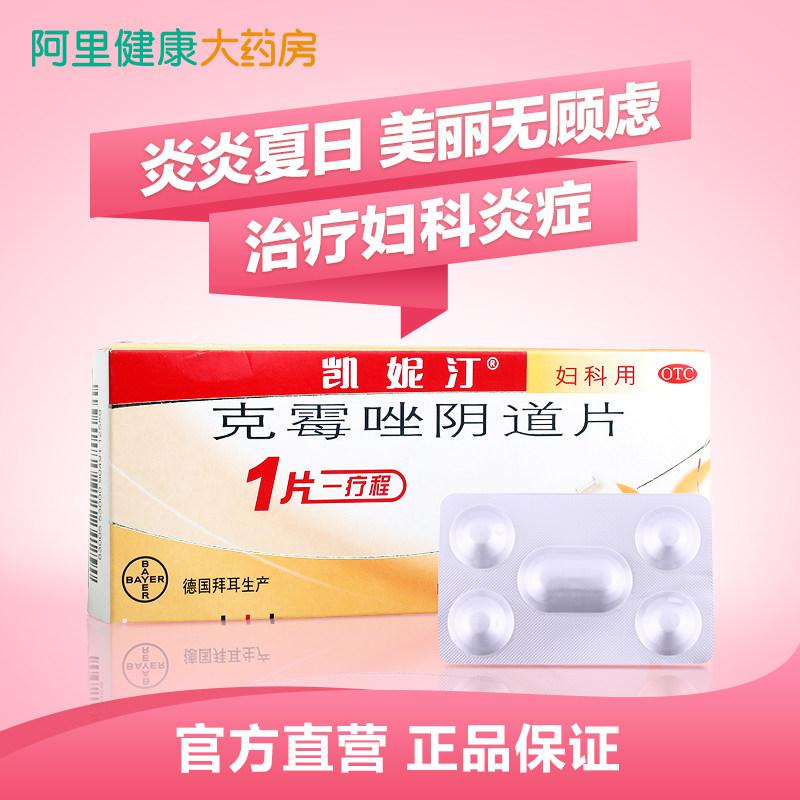 阿里健康大药房
炎炎夏日 美丽无顾虑
治疗妇科炎症
凯妮汀®
妇科用
OTC
克霉唑阴道片
1片一疗程
BAYER
BAYER
德国拜耳生产
官方直营 正品保证